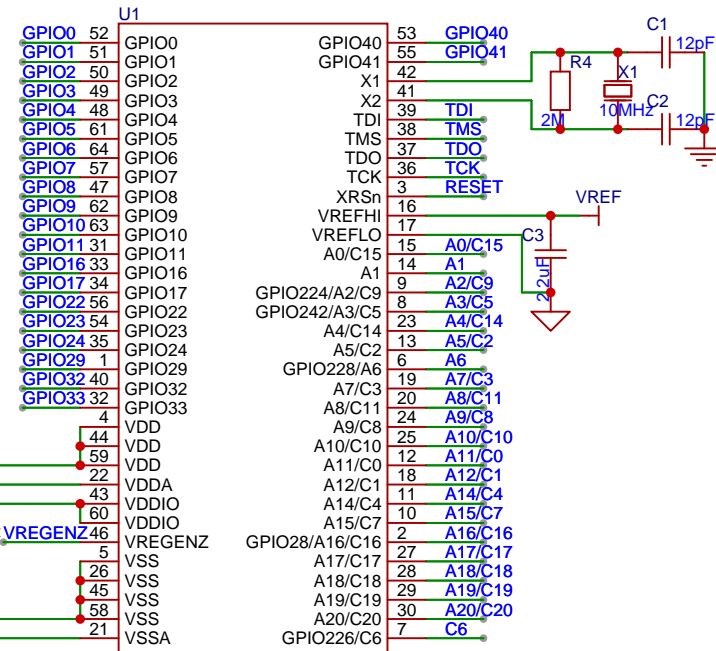 U1
GPIO0 52 GPIO0 GPIO40 53 GPIO40
GPIO1 51 GPIO1 GPIO41 55 GPIO41
GPIO2 50 GPIO2 X1 42
GPIO3 49 GPIO3 X2 41
GPIO4 48 GPIO4 TDI 39 TDI
GPIO5 61 GPIO5 TMS 38 TMS
GPIO6 64 GPIO6 TDO 37 TDO
GPIO7 57 GPIO7 TCK 36 TCK
GPIO8 47 GPIO8 XRSn 3 RESET
GPIO9 62 GPIO9 VREFHI 16
GPIO10 63 GPIO10 VREFLO 17
GPIO11 31 GPIO11 A0/C15 15 A0/C15
GPIO16 33 GPIO16 A1 14 A1
GPIO17 34 GPIO17 GPIO224/A2/C9 9 A2/C9
GPIO22 56 GPIO22 GPIO242/A3/C5 8 A3/C5
GPIO23 54 GPIO23 A4/C14 23 A4/C14
GPIO24 35 GPIO24 A5/C2 13 A5/C2
GPIO29 1 GPIO29 GPIO228/A6 6 A6
GPIO32 40 GPIO32 A7/C3 19 A7/C3
GPIO33 32 GPIO33 A8/C11 20 A8/C11
4 VDD A9/C8 24 A9/C8
44 VDD A10/C10 25 A10/C10
59 VDD A11/C0 12 A11/C0
22 VDDA A12/C1 18 A12/C1
43 VDDIO A14/C4 11 A14/C4
60 VDDIO A15/C7 10 A15/C7
VREGENZ 46 VREGENZ GPIO28/A16/C16 2 A16/C16
5 VSS A17/C17 27 A17/C17
26 VSS A18/C18 28 A18/C18
45 VSS A19/C19 29 A19/C19
58 VSS A20/C20 30 A20/C20
21 VSSA GPIO226/C6 7 C6
C1
12pF
R4
2M
X1
10MHz
C2
12pF
VREF
C3
2.2uF